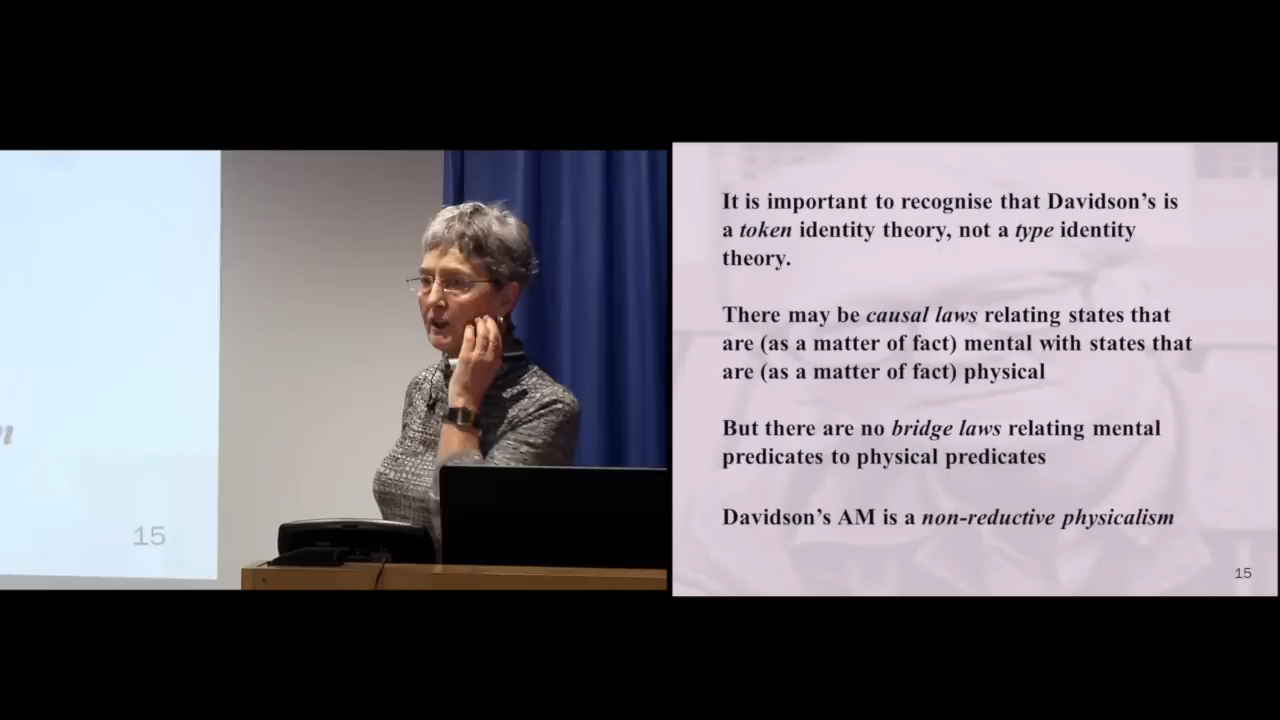 n
15
It is important to recognise that Davidson’s is
a token identity theory, not a type identity
theory.
There may be causal laws relating states that
are (as a matter of fact) mental with states that
are (as a matter of fact) physical
But there are no bridge laws relating mental
predicates to physical predicates
Davidson’s AM is a non-reductive physicalism
15